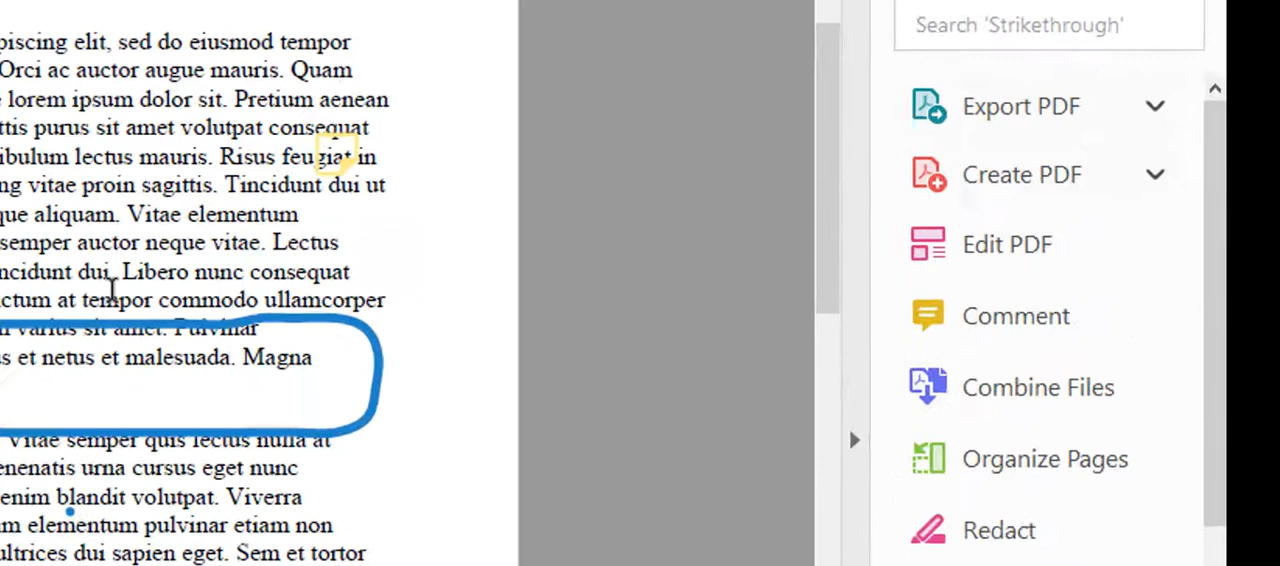 piscing elit, sed do eiusmod tempor
Orci ac auctor augue mauris. Quam
lorem ipsum dolor sit. Pretium aenean
ttis purus sit amet volutpat consequat
ibulum lectus mauris. Risus feugiat in
ng vitae proin sagittis. Tincidunt dui ut
que aliquam. Vitae elementum
semper auctor neque vitae. Lectus
ncidunt dui. Libero nunc consequat
ctum at tempor commodo ullamcorper
varius sit amet. Pulvinar
us et netus et malesuada. Magna
Vitae semper quis lectus nulla at
enenatis urna cursus eget nunc
enim blandit volutpat. Viverra
m elementum pulvinar etiam non
ultrices dui sapien eget. Sem et tortor
Search 'Strikethrough'
Export PDF
Create PDF
Edit PDF
Comment
Combine Files
Organize Pages
Redact